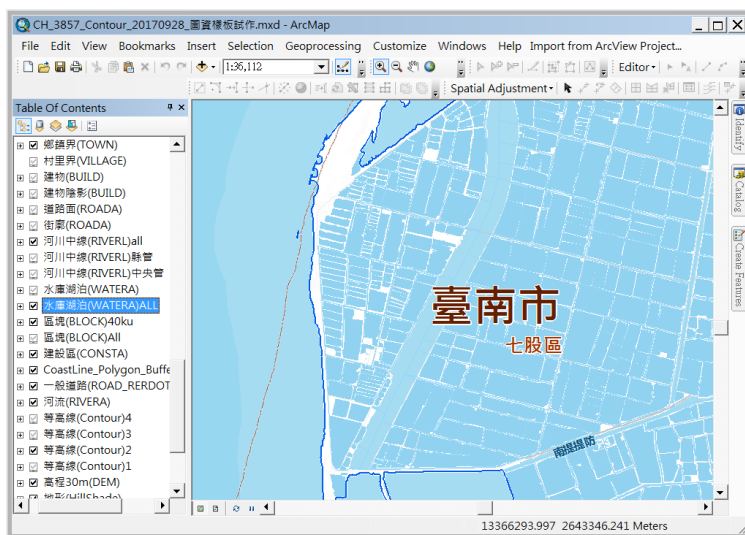 CH_3857_Contour_20170928_圖資樣板試作.mxd - ArcMap
File Edit View Bookmarks Insert Selection Geoprocessing Customize Windows Help Import from ArcView Project...
1:36,112
Editor
Spatial Adjustment
Table Of Contents
鄉鎮界(TOWN)
村里界(VILLAGE)
建物(BUILD)
建物陰影(BUILD)
道路面(ROADA)
街廓(ROADA)
河川中線(RIVERL)all
河川中線(RIVERL)縣管
河川中線(RIVERL)中央管
水庫湖泊(WATERA)
水庫湖泊(WATERA)ALL
區塊(BLOCK)40ku
區塊(BLOCK)All
建設區(CONSTA)
CoastLine_Polygon_Buffe
一般道路(ROAD_RERDOT
河流(RIVERA)
等高線(Contour)4
等高線(Contour)3
等高線(Contour)2
等高線(Contour)1
高程30m(DEM)
地形(HillShade)
臺南市
七股區
南提提防
Identify
Catalog
Create Features
13366293.997 2643346.241 Meters